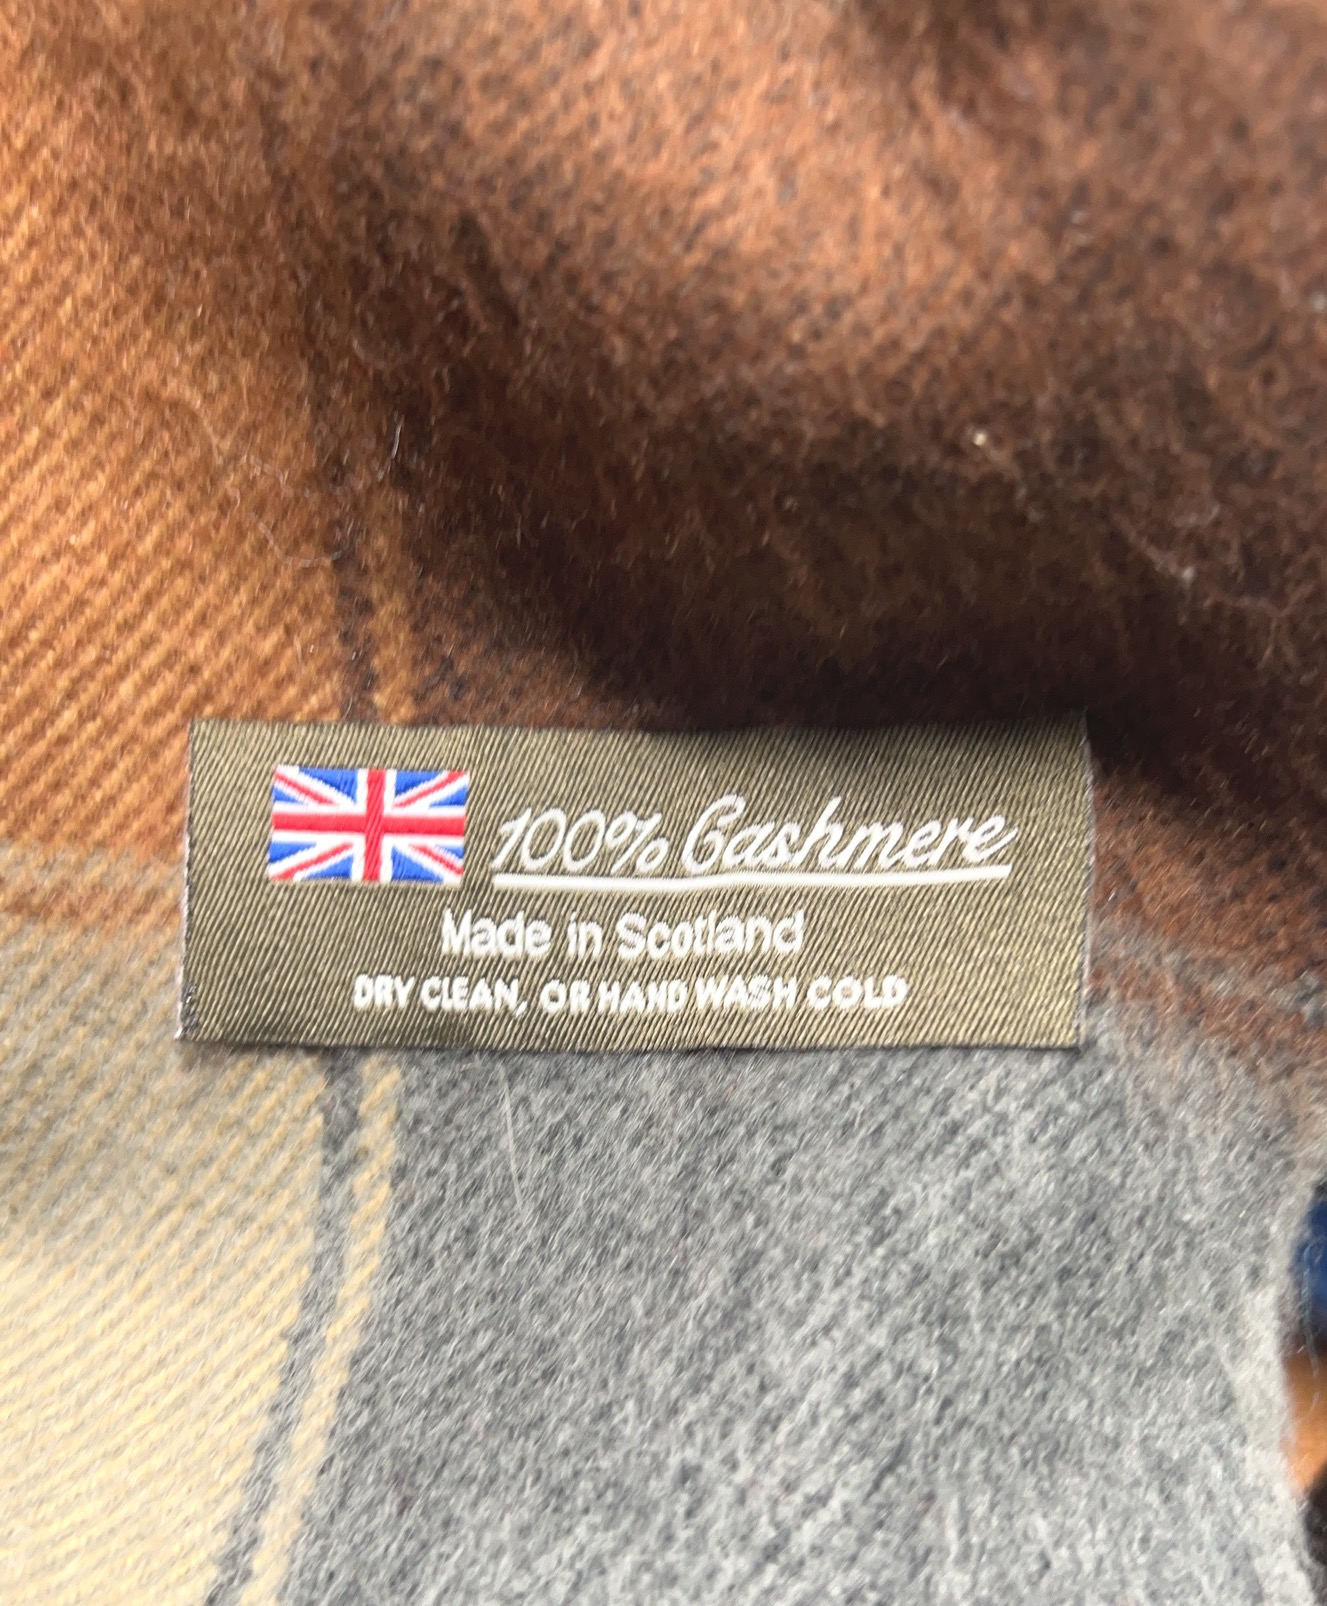 100% Cashmere
Made in Scotland
DRY CLEAN, OR HAND WASH COLD